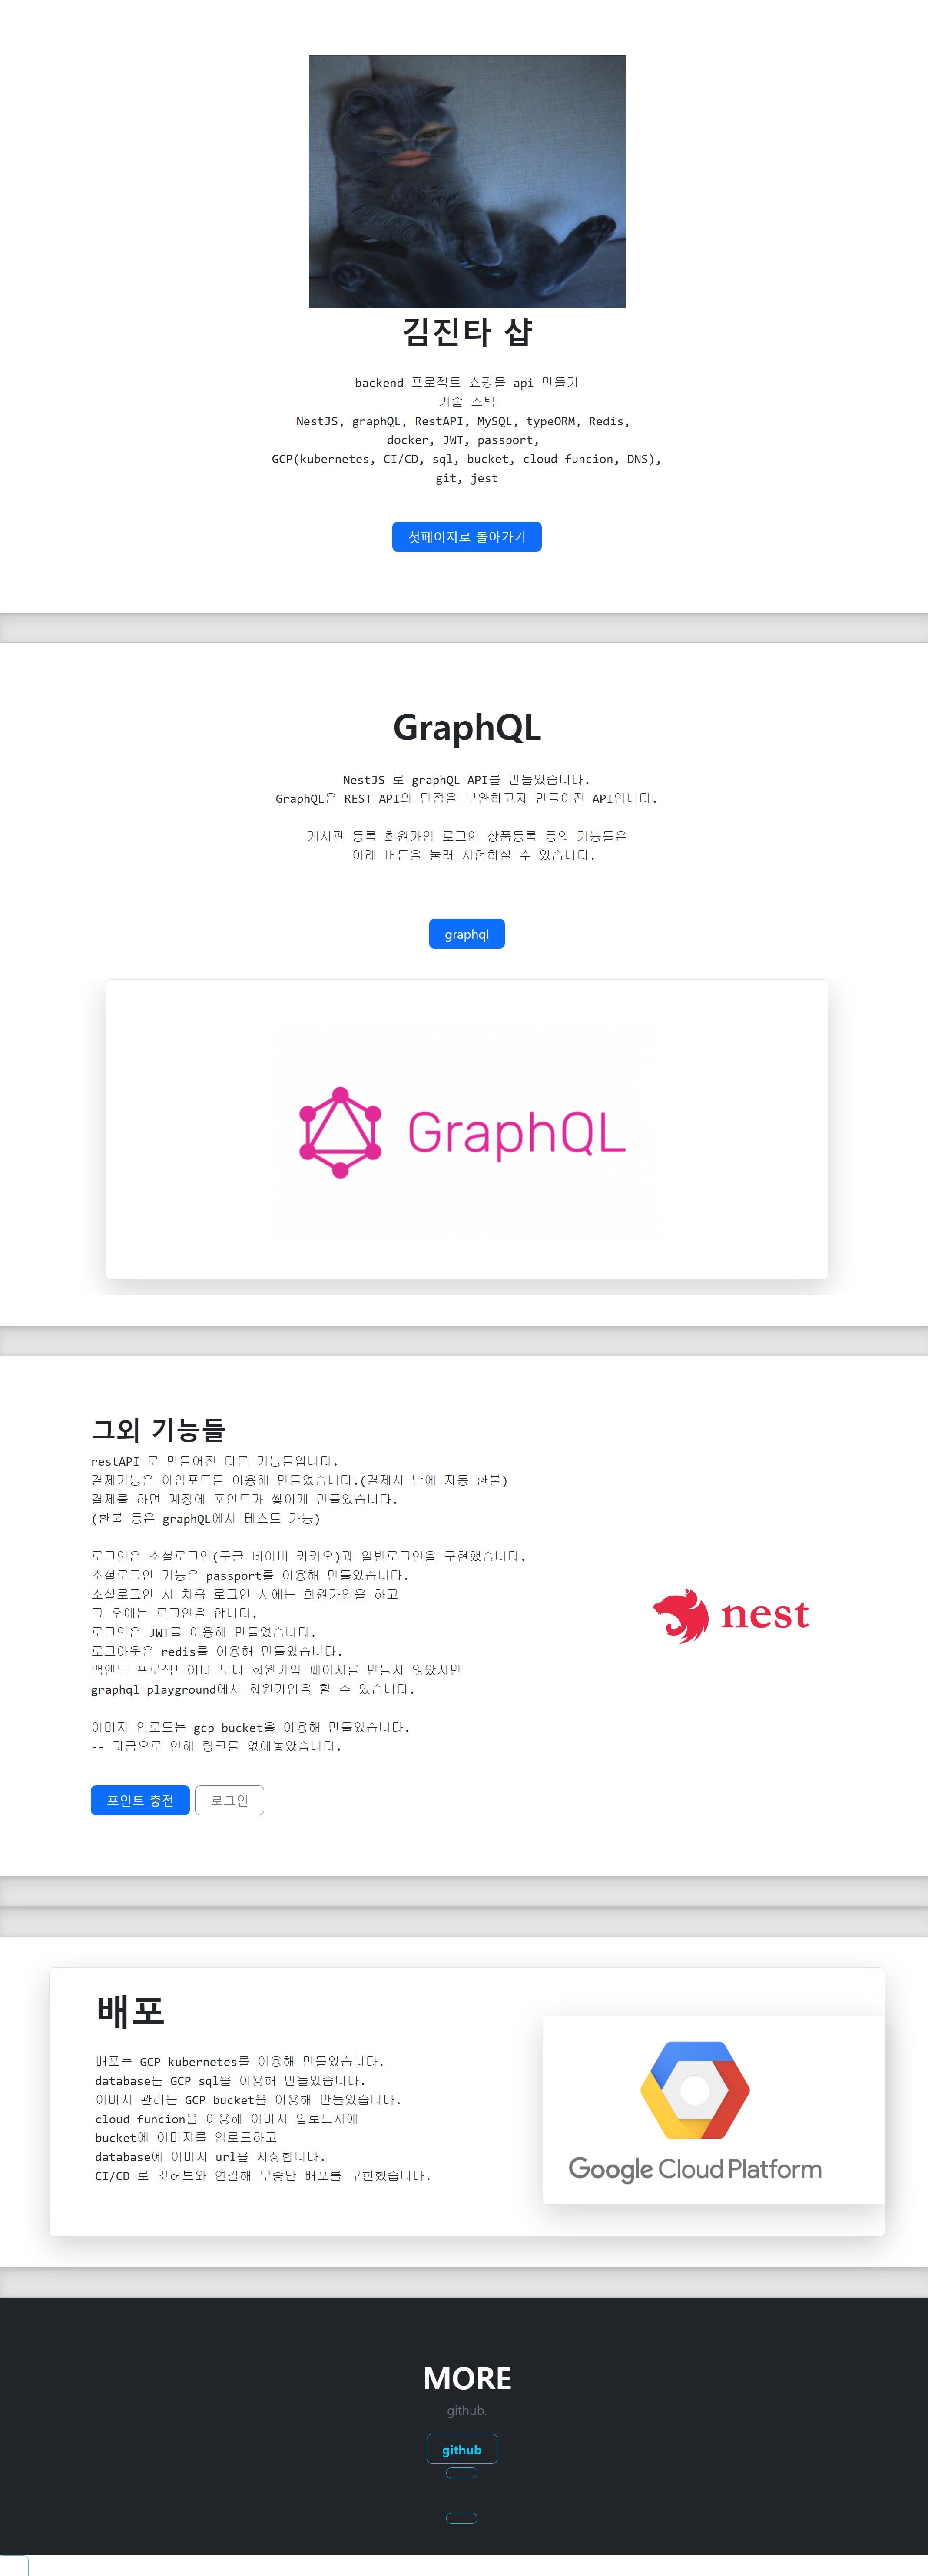 김진타 샵
backend 프로젝트 쇼핑몰 api 만들기
기술 스택
NestJS, graphQL, RestAPI, MySQL, typeORM, Redis,
docker, JWT, passport,
GCP(kubernetes, CI/CD, sql, bucket, cloud funcion, DNS),
git, jest
첫페이지로 돌아가기
GraphQL
NestJS 로 graphQL API를 만들었습니다.
GraphQL은 REST API의 단점을 보완하고자 만들어진 API입니다.
게시판 등록 회원가입 로그인 상품등록 등의 기능들은
아래 버튼을 눌러 시험하실 수 있습니다.
graphql
GraphQL
그외 기능들
restAPI 로 만들어진 다른 기능들입니다.
결제기능은 아임포트를 이용해 만들었습니다.(결제시 밤에 자동 환불)
결제를 하면 계정에 포인트가 쌓이게 만들었습니다.
(환불 등은 graphQL에서 테스트 가능)
로그인은 소셜로그인(구글 네이버 카카오)과 일반로그인을 구현했습니다.
소셜로그인 기능은 passport를 이용해 만들었습니다.
소셜로그인 시 처음 로그인 시에는 회원가입을 하고
그 후에는 로그인을 합니다.
로그인은 JWT를 이용해 만들었습니다.
로그아웃은 redis를 이용해 만들었습니다.
백엔드 프로젝트이다 보니 회원가입 페이지를 만들지 않았지만
graphql playground에서 회원가입을 할 수 있습니다.
이미지 업로드는 gcp bucket을 이용해 만들었습니다.
-- 과금으로 인해 링크를 없애놓았습니다.
nest
포인트 충전 로그인
배포
배포는 GCP kubernetes를 이용해 만들었습니다.
database는 GCP sql을 이용해 만들었습니다.
이미지 관리는 GCP bucket을 이용해 만들었습니다.
cloud funcion을 이용해 이미지 업로드시에
bucket에 이미지를 업로드하고
database에 이미지 url을 저장합니다.
CI/CD 로 깃허브와 연결해 무중단 배포를 구현했습니다.
Google Cloud Platform
MORE
github.
github